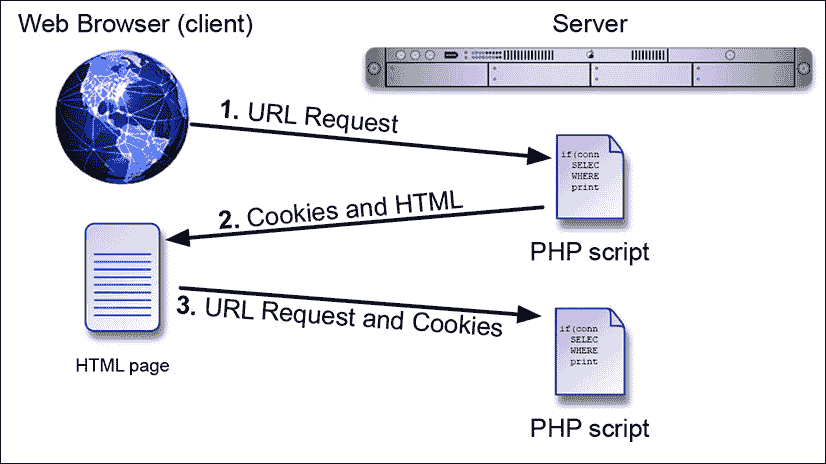 Web Browser (client)
Server
1. URL Request
if(conn
SELEC
WHERE
print
PHP script
2. Cookies and HTML
HTML page
3. URL Request and Cookies
if(conn
SELEC
WHERE
print
PHP script